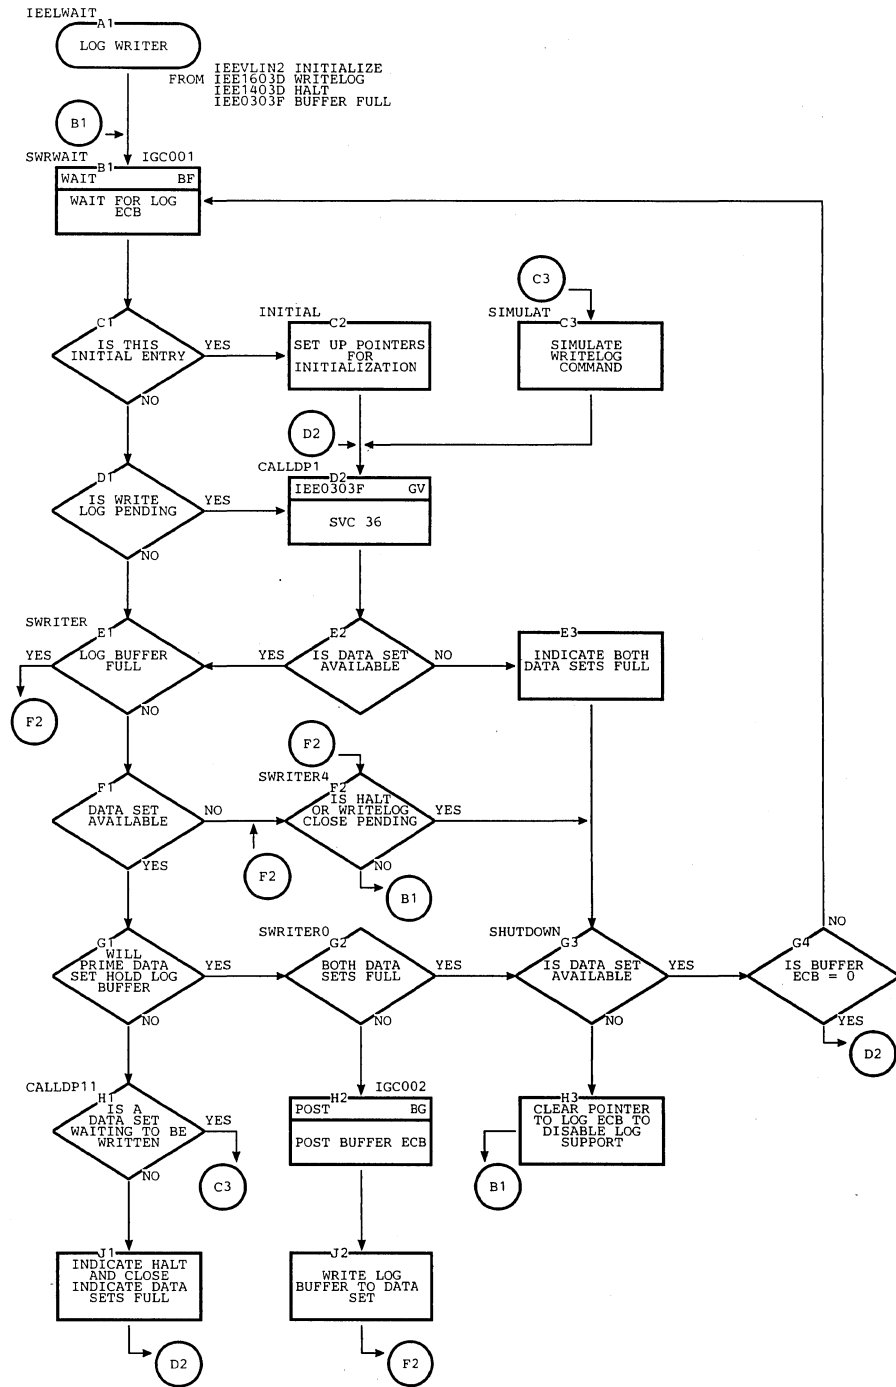 IEELWAIT
A1
LOG WRITER
FROM IEEVLIN2 INITIALIZE
IEE1603D WRITELOG
IEE1403D HALT
IEE0303F BUFFER FULL
B1
SWRWAIT B1 IGC001
WAIT BF
WAIT FOR LOG
ECB
C3
C1
IS THIS
INITIAL ENTRY
YES
NO
INITIAL
C2
SET UP POINTERS
FOR
INITIALIZATION
SIMULAT
C3
SIMULATE
WRITELOG
COMMAND
D2
D1
IS WRITE
LOG PENDING
YES
NO
CALLDP1
D2
IEE0303F GV
SVC 36
SWRITER
E1
YES
LOG BUFFER
FULL
NO
F2
YES
E2
IS DATA SET
AVAILABLE
NO
E3
INDICATE BOTH
DATA SETS FULL
F2
F1
DATA SET
AVAILABLE
NO
YES
SWRITER4
F2
IS HALT
OR WRITELOG
CLOSE PENDING
YES
NO
F2
B1
G1
WILL
PRIME DATA
SET HOLD LOG
BUFFER
YES
NO
SWRITER0
G2
BOTH DATA
SETS FULL
YES
NO
SHUTDOWN
G3
IS DATA SET
AVAILABLE
YES
NO
NO
G4
IS BUFFER
ECB = 0
YES
D2
CALLDP11
H1
IS A
DATA SET
WAITING TO BE
WRITTEN
YES
NO
C3
IGC002
H2
POST BG
POST BUFFER ECB
H3
CLEAR POINTER
TO LOG ECB TO
DISABLE LOG
SUPPORT
B1
J1
INDICATE HALT
AND CLOSE
INDICATE DATA
SETS FULL
D2
J2
WRITE LOG
BUFFER TO DATA
SET
F2